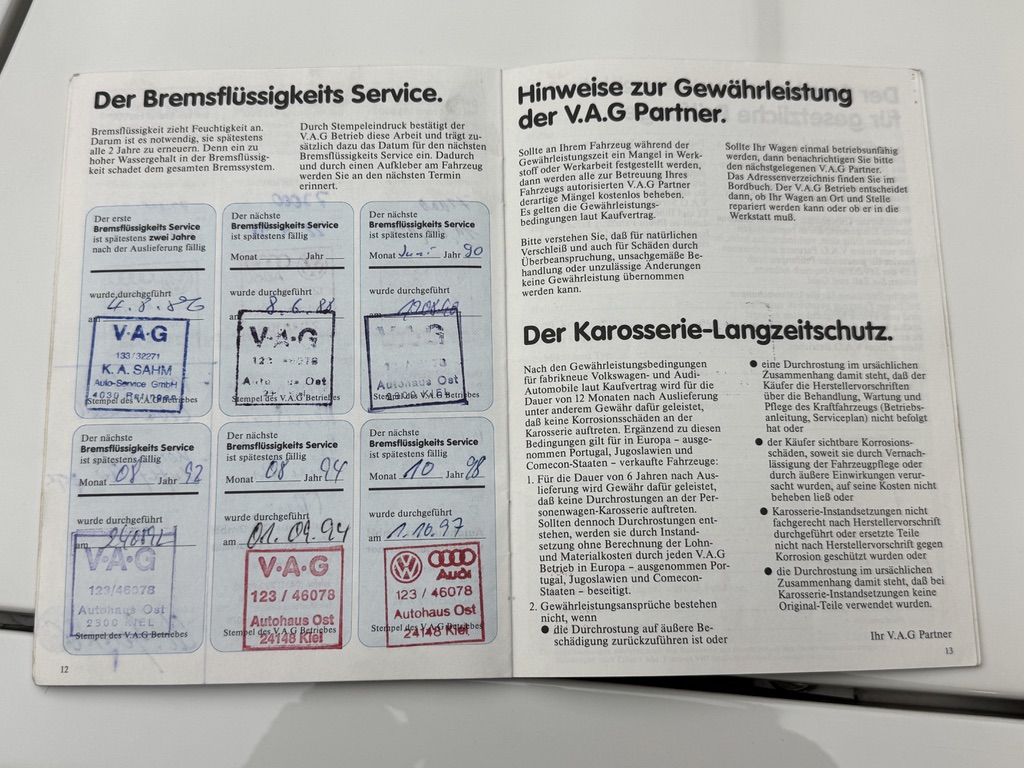 Der Bremsflüssigkeits Service.
Bremsflüssigkeit zieht Feuchtigkeit an.
Darum ist es notwendig, sie spätestens
alle 2 Jahre zu erneuern. Denn ein zu
hoher Wassergehalt in der Bremsflüssig-
keit schadet dem gesamten Bremssystem.
Durch Stempeleindruck bestätigt der
V.A.G Betrieb diese Arbeit und trägt zu-
sätzlich dazu das Datum für den nächsten
Bremsflüssigkeits Service ein. Dadurch
und durch einen Aufkleber am Fahrzeug
werden Sie an den nächsten Termin
erinnert.
Der erste
Bremsflüssigkeits Service
ist spätestens zwei Jahre
nach der Auslieferung fällig
wurde durchgeführt
am 4.8.86
V·A·G
133/32271
K. A. SAHM
Auto-Service GmbH
4030 Ratingen
Stempel des V.A.G Betriebes
Der nächste
Bremsflüssigkeits Service
ist spätestens fällig
Monat Jahr
wurde durchgeführt
am 8.6.88
V·A·G
46078
Ost
Stempel des V.A.G Betriebes
Der nächste
Bremsflüssigkeits Service
ist spätestens fällig
Monat Juni Jahr 90
wurde durchgeführt
am
V·A·G
Autohaus Ost
Stempel des V.A.G Betriebes
Der nächste
Bremsflüssigkeits Service
ist spätestens fällig
Monat 08 Jahr 92
wurde durchgeführt
am
V·A·G
123/46078
Autohaus Ost
2300 KIEL
Stempel des V.A.G Betriebes
Der nächste
Bremsflüssigkeits Service
ist spätestens fällig
Monat 08 Jahr 94
wurde durchgeführt
am 01.09.94
V·A·G
123 / 46078
Autohaus Ost
24148 Kiel
Stempel des V.A.G Betriebes
Der nächste
Bremsflüssigkeits Service
ist spätestens fällig
Monat 10 Jahr 98
wurde durchgeführt
am 1.10.97
Audi
123 / 46078
Autohaus Ost
24148 Kiel
Stempel des V.A.G Betriebes
12
Hinweise zur Gewährleistung
der V.A.G Partner.
Sollte an Ihrem Fahrzeug während der
Gewährleistungszeit ein Mangel in Werk-
stoff oder Werkarbeit festgestellt werden,
dann werden alle zur Betreuung Ihres
Fahrzeugs autorisierten V.A.G Partner
derartige Mängel kostenlos beheben.
Es gelten die Gewährleistungs-
bedingungen laut Kaufvertrag.
Bitte verstehen Sie, daß für natürlichen
Verschleiß und auch für Schäden durch
Überbeanspruchung, unsachgemäße Be-
handlung oder unzulässige Änderungen
keine Gewährleistung übernommen
werden kann.
Sollte Ihr Wagen einmal betriebsunfähig
werden, dann benachrichtigen Sie bitte
den nächstgelegenen V.A.G Partner.
Das Adressenverzeichnis finden Sie im
Bordbuch. Der V.A.G Betrieb entscheidet
dann, ob Ihr Wagen an Ort und Stelle
repariert werden kann oder ob er in die
Werkstatt muß.
Der Karosserie-Langzeitschutz.
Nach den Gewährleistungsbedingungen
für fabrikneue Volkswagen- und Audi-
Automobile laut Kaufvertrag wird für die
Dauer von 12 Monaten nach Auslieferung
unter anderem Gewähr dafür geleistet,
daß keine Korrosionsschäden an der
Karosserie auftreten. Ergänzend zu diesen
Bedingungen gilt für in Europa – ausge-
nommen Portugal, Jugoslawien und
Comecon-Staaten – verkaufte Fahrzeuge:
1. Für die Dauer von 6 Jahren nach Aus-
lieferung wird Gewähr dafür geleistet,
daß keine Durchrostungen an der Per-
sonenwagen-Karosserie auftreten.
Sollten dennoch Durchrostungen ent-
stehen, werden sie durch Instand-
setzung ohne Berechnung der Lohn-
und Materialkosten durch jeden V.A.G
Betrieb in Europa – ausgenommen Por-
tugal, Jugoslawien und Comecon-
Staaten – beseitigt.
2. Gewährleistungsansprüche bestehen
nicht, wenn
● die Durchrostung auf äußere Be-
schädigung zurückzuführen ist oder
● eine Durchrostung im ursächlichen
Zusammenhang damit steht, daß der
Käufer die Herstellervorschriften
über die Behandlung, Wartung und
Pflege des Kraftfahrzeugs (Betriebs-
anleitung, Serviceplan) nicht befolgt
hat oder
● der Käufer sichtbare Korrosions-
schäden, soweit sie durch Vernach-
lässigung der Fahrzeugpflege oder
durch äußere Einwirkungen verur-
sacht wurden, auf seine Kosten nicht
beheben ließ oder
● Karosserie-Instandsetzungen nicht
fachgerecht nach Herstellervorschrift
durchgeführt oder ersetzte Teile
nicht nach Herstellervorschrift gegen
Korrosion geschützt wurden oder
● die Durchrostung im ursächlichen
Zusammenhang damit steht, daß bei
Karosserie-Instandsetzungen keine
Original-Teile verwendet wurden.
Ihr V.A.G Partner
13